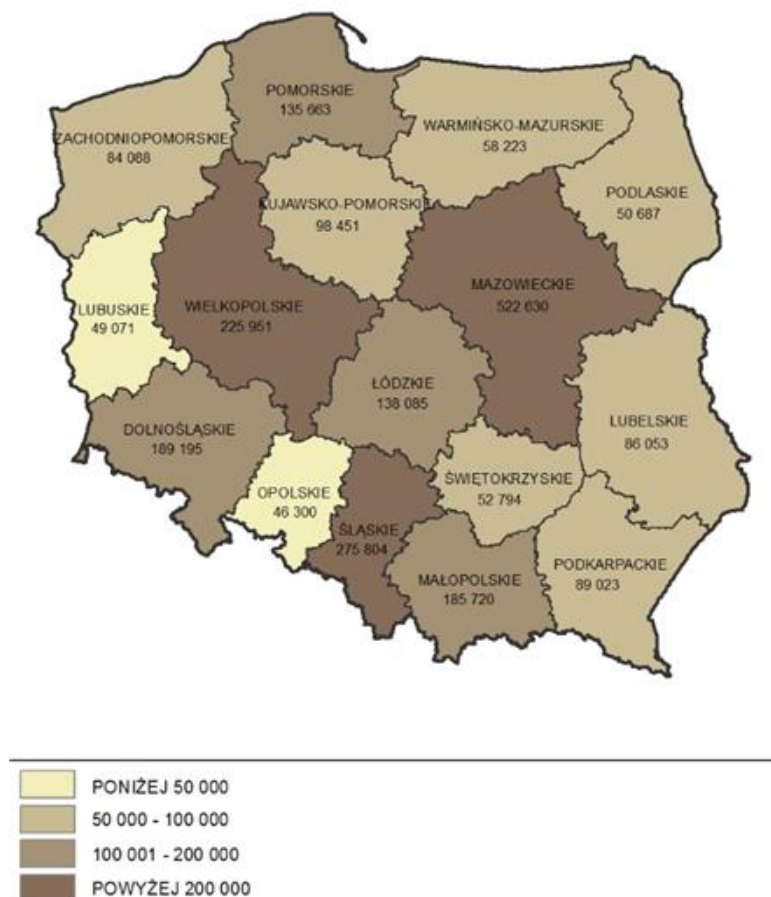 POMORSKIE
135 663
WARMIŃSKO-MAZURSKIE
58 223
ZACHODNIOPOMORSKIE
84 088
PODLASKIE
50 687
KUJAWSKO-POMORSKIE
98 451
MAZOWIECKIE
522 630
LUBUSKIE
49 071
WIELKOPOLSKIE
225 951
ŁÓDZKIE
138 085
DOLNOŚLĄSKIE
189 195
LUBELSKIE
86 053
ŚWIĘTOKRZYSKIE
52 794
OPOLSKIE
46 300
ŚLĄSKIE
275 804
MAŁOPOLSKIE
185 720
PODKARPACKIE
89 023
PONIŻEJ 50 000
50 000 - 100 000
100 001 - 200 000
POWYŻEJ 200 000